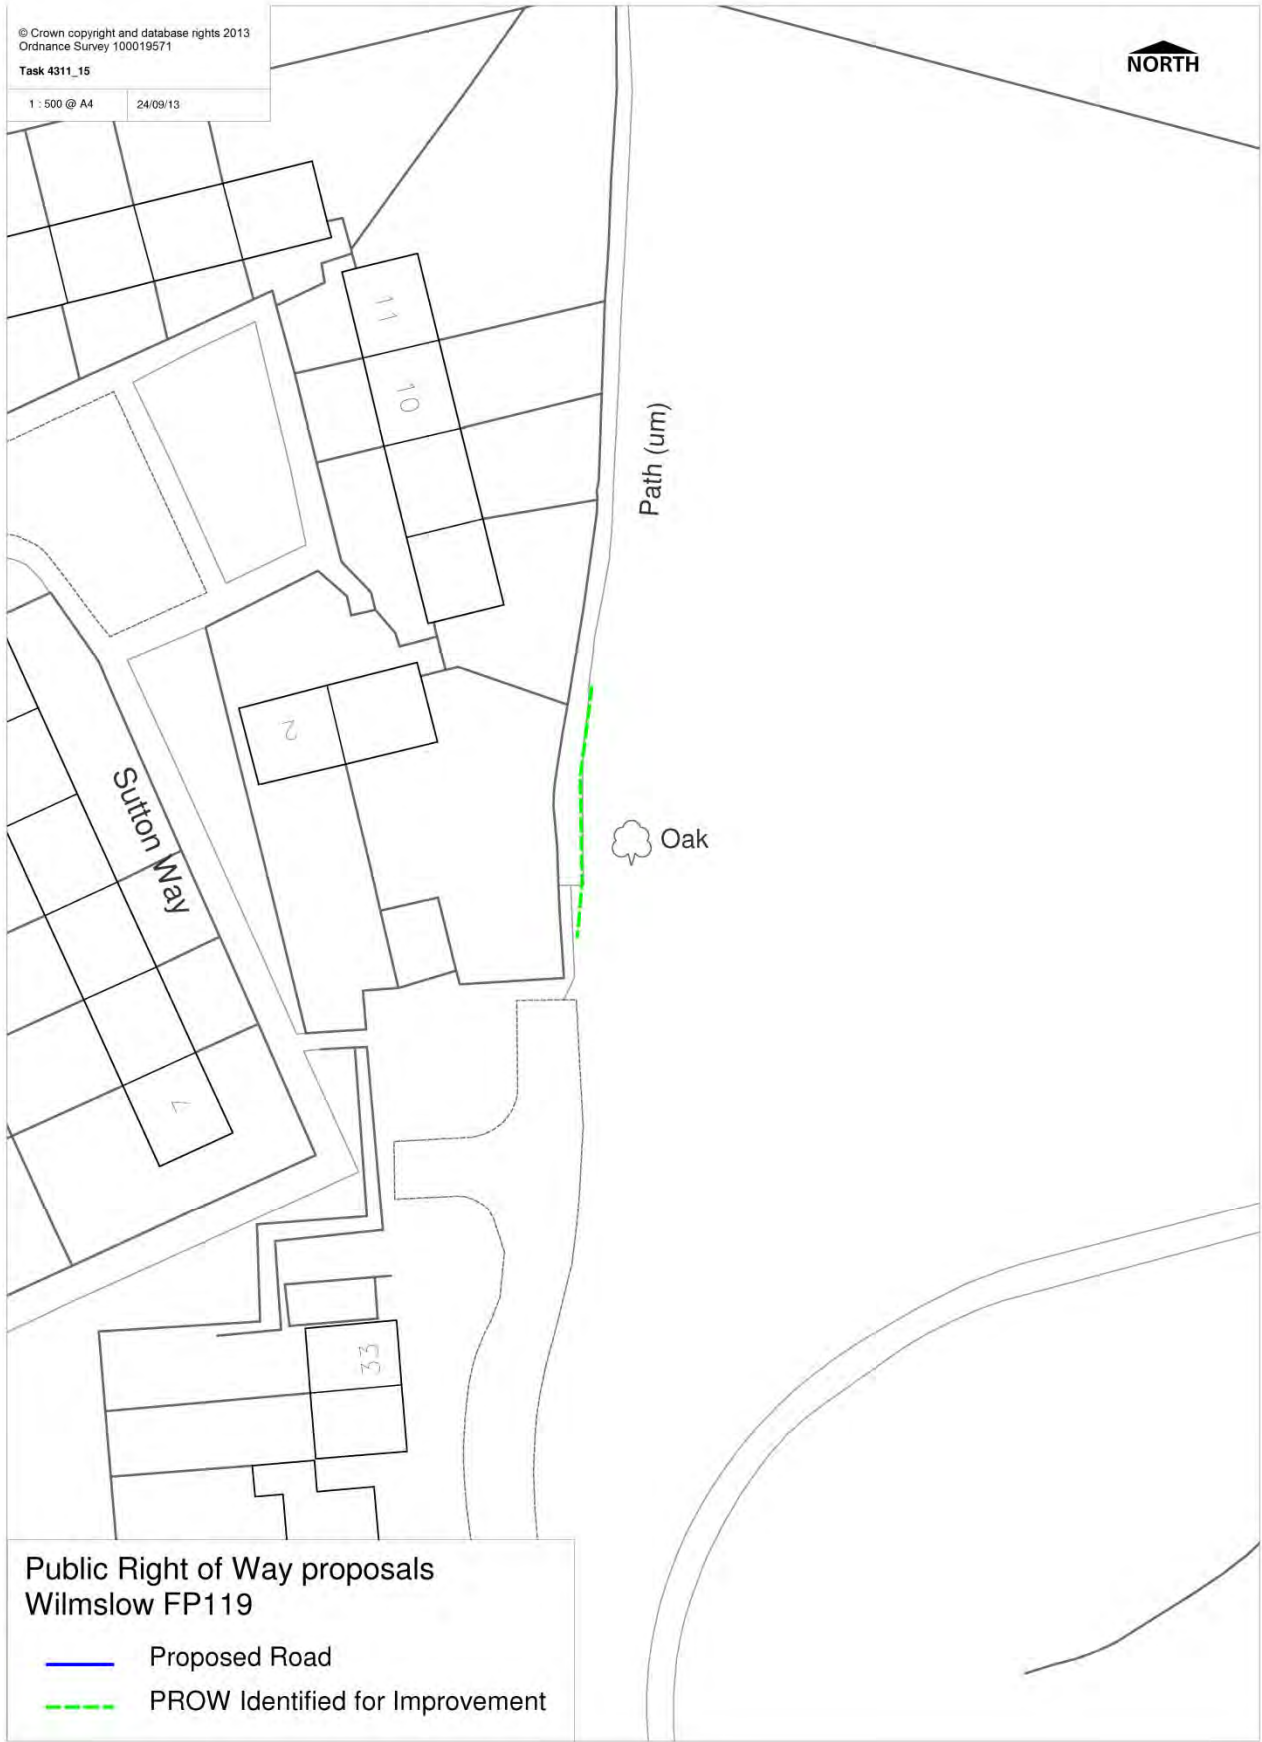 © Crown copyright and database rights 2013
Ordnance Survey 100019571
Task 4311_15
1 : 500 @ A4
24/09/13
NORTH
11
10
Path (um)
2
Sutton Way
Oak
7
33
Public Right of Way proposals
Wilmslow FP119
Proposed Road
PROW Identified for Improvement